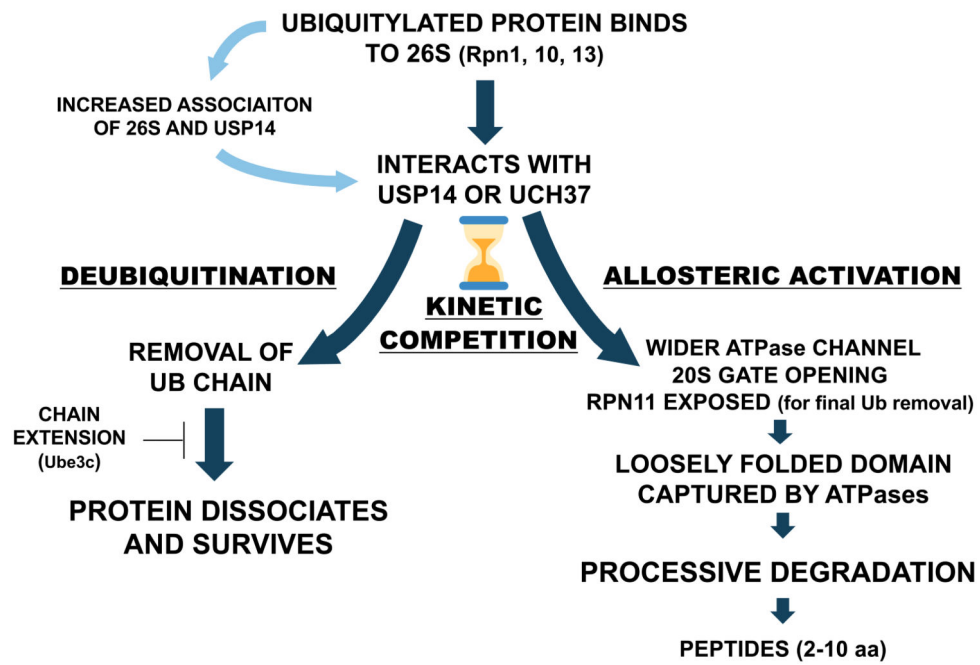 UBIQUITYLATED PROTEIN BINDS
TO 26S (Rpn1, 10, 13)
INCREASED ASSOCIAITON
OF 26S AND USP14
INTERACTS WITH
USP14 OR UCH37
DEUBIQUITINATION
KINETIC
COMPETITION
ALLOSTERIC ACTIVATION
REMOVAL OF
UB CHAIN
CHAIN
EXTENSION
(Ube3c)
PROTEIN DISSOCIATES
AND SURVIVES
WIDER ATPase CHANNEL
20S GATE OPENING
RPN11 EXPOSED (for final Ub removal)
LOOSELY FOLDED DOMAIN
CAPTURED BY ATPases
PROCESSIVE DEGRADATION
PEPTIDES (2-10 aa)